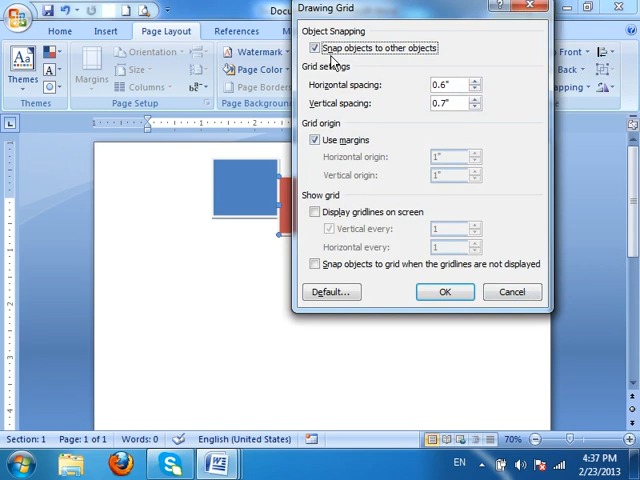 Docu
Drawing Grid
Home
Insert
Page Layout
References
Object Snapping
Snap objects to other objects
Themes
Margins
Orientation
Size
Columns
Watermark
Page Color
Page Borders
Front
Themes
Page Setup
Page Background
Grid settings
Horizontal spacing: 0.6"
Vertical spacing: 0.7"
Grid origin
Use margins
Horizontal origin: 1"
Vertical origin: 1"
Show grid
Display gridlines on screen
Vertical every: 1
Horizontal every: 1
Snap objects to grid when the gridlines are not displayed
Default... OK Cancel
Section: 1 Page: 1 of 1 Words: 0 English (United States) 70%
EN 4:37 PM
2/23/2013